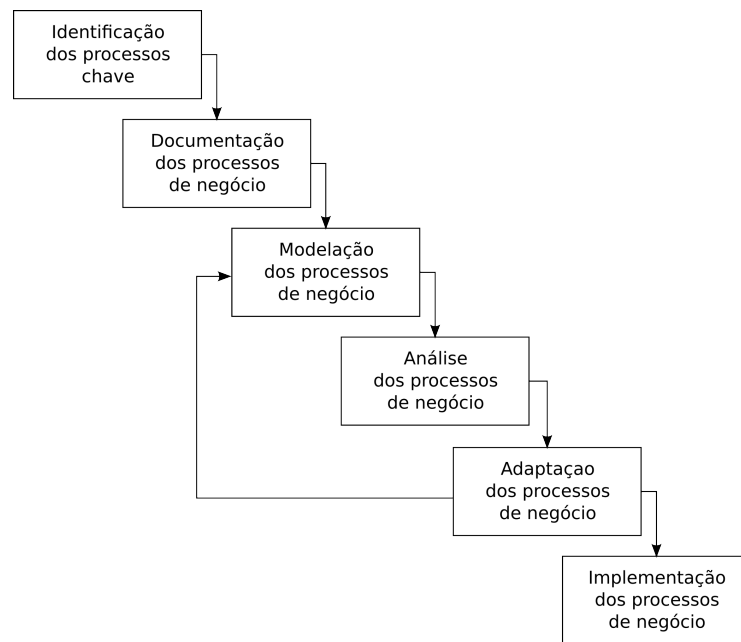 Identificação
dos processos
chave
Documentação
dos processos
de negócio
Modelação
dos processos
de negócio
Análise
dos processos
de negócio
Adaptaçao
dos processos
de negócio
Implementação
dos processos
de negócio